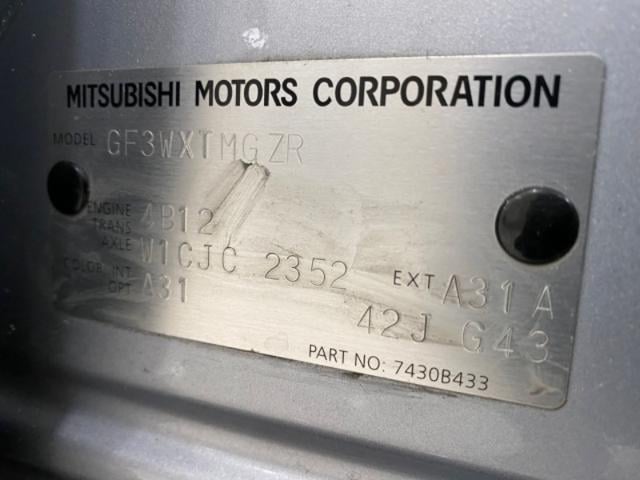 MITSUBISHI MOTORS CORPORATION
MODEL GF3WXTMGZR
ENGINE 4B12
TRANS AXLE W1CJC 2352
COLOR INT OPT A31 EXT A31A
42J G43
PART NO: 7430B433